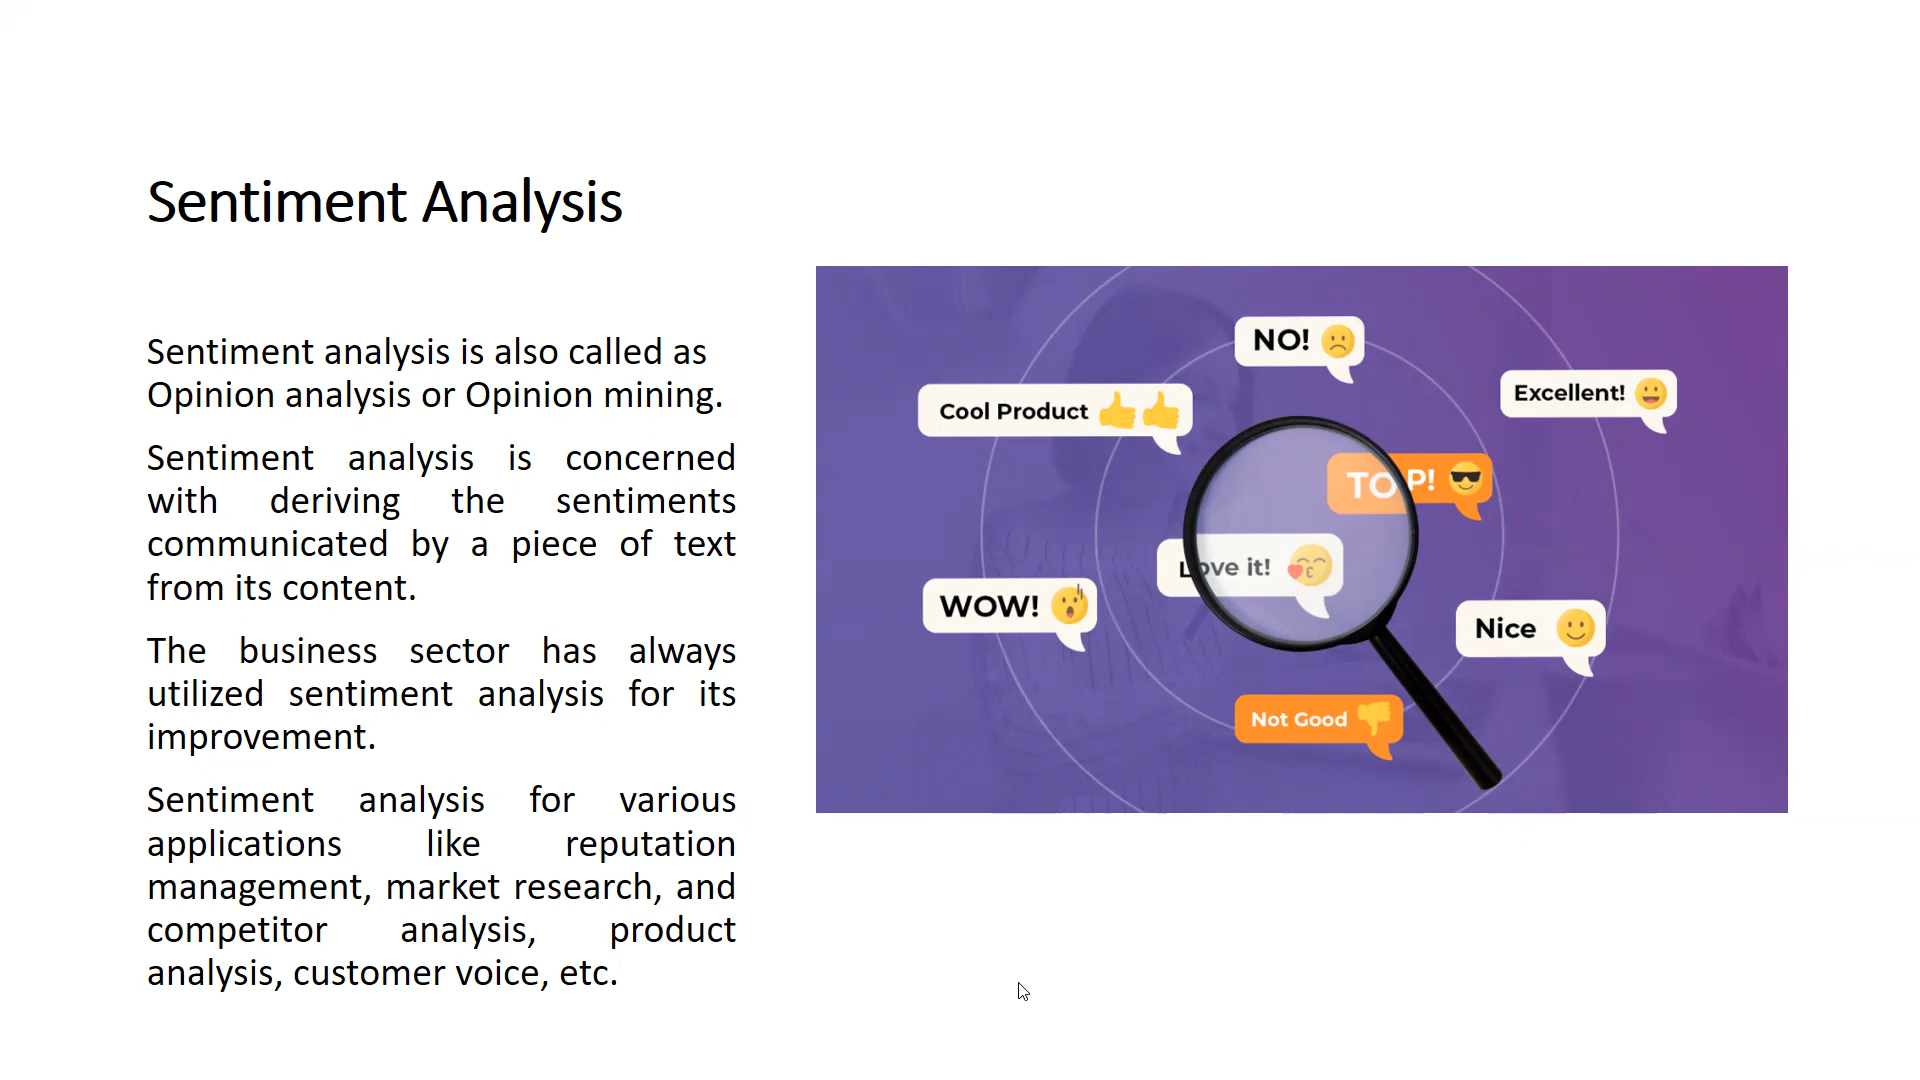 Sentiment Analysis
Sentiment analysis is also called as
Opinion analysis or Opinion mining.
Sentiment analysis is concerned
with deriving the sentiments
communicated by a piece of text
from its content.
The business sector has always
utilized sentiment analysis for its
improvement.
Sentiment analysis for various
applications like reputation
management, market research, and
competitor analysis, product
analysis, customer voice, etc.
NO!
Excellent!
Cool Product
TOP!
Love it!
WOW!
Nice
Not Good